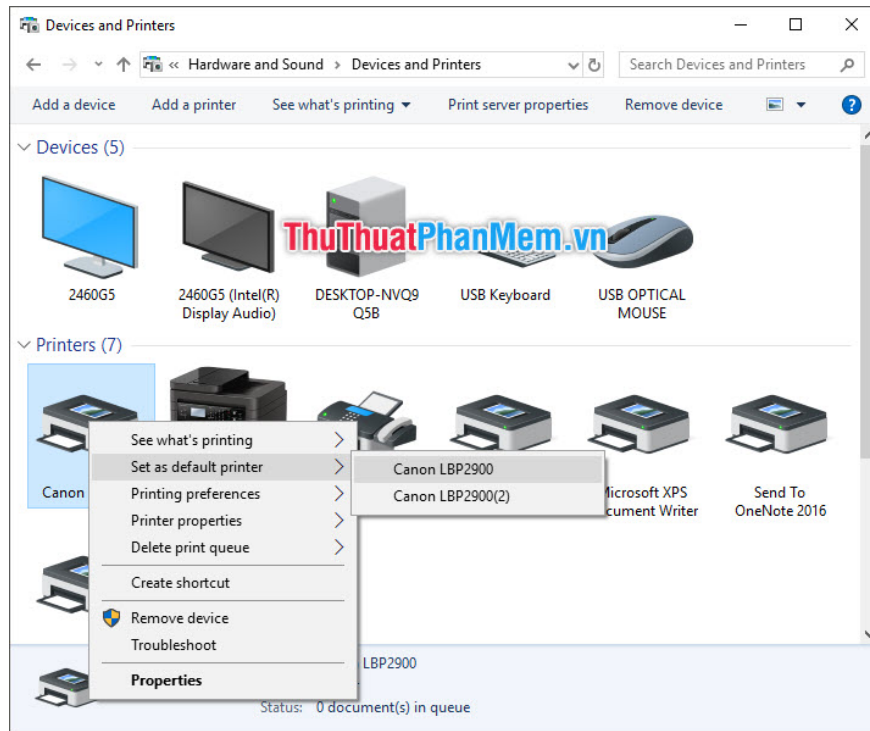 Devices and Printers
« Hardware and Sound > Devices and Printers
Search Devices and Printers
Add a device
Add a printer
See what's printing
Print server properties
Remove device
?
Devices (5)
ThuThuatPhanMem.vn
2460G5
2460G5 (Intel(R)
Display Audio)
DESKTOP-NVQ9
Q5B
USB Keyboard
USB OPTICAL
MOUSE
Printers (7)
Canon
See what's printing
Set as default printer
Printing preferences
Printer properties
Delete print queue
Create shortcut
Remove device
Troubleshoot
Properties
Canon LBP2900
Canon LBP2900(2)
Microsoft XPS
Document Writer
Send To
OneNote 2016
LBP2900
Status: 0 document(s) in queue